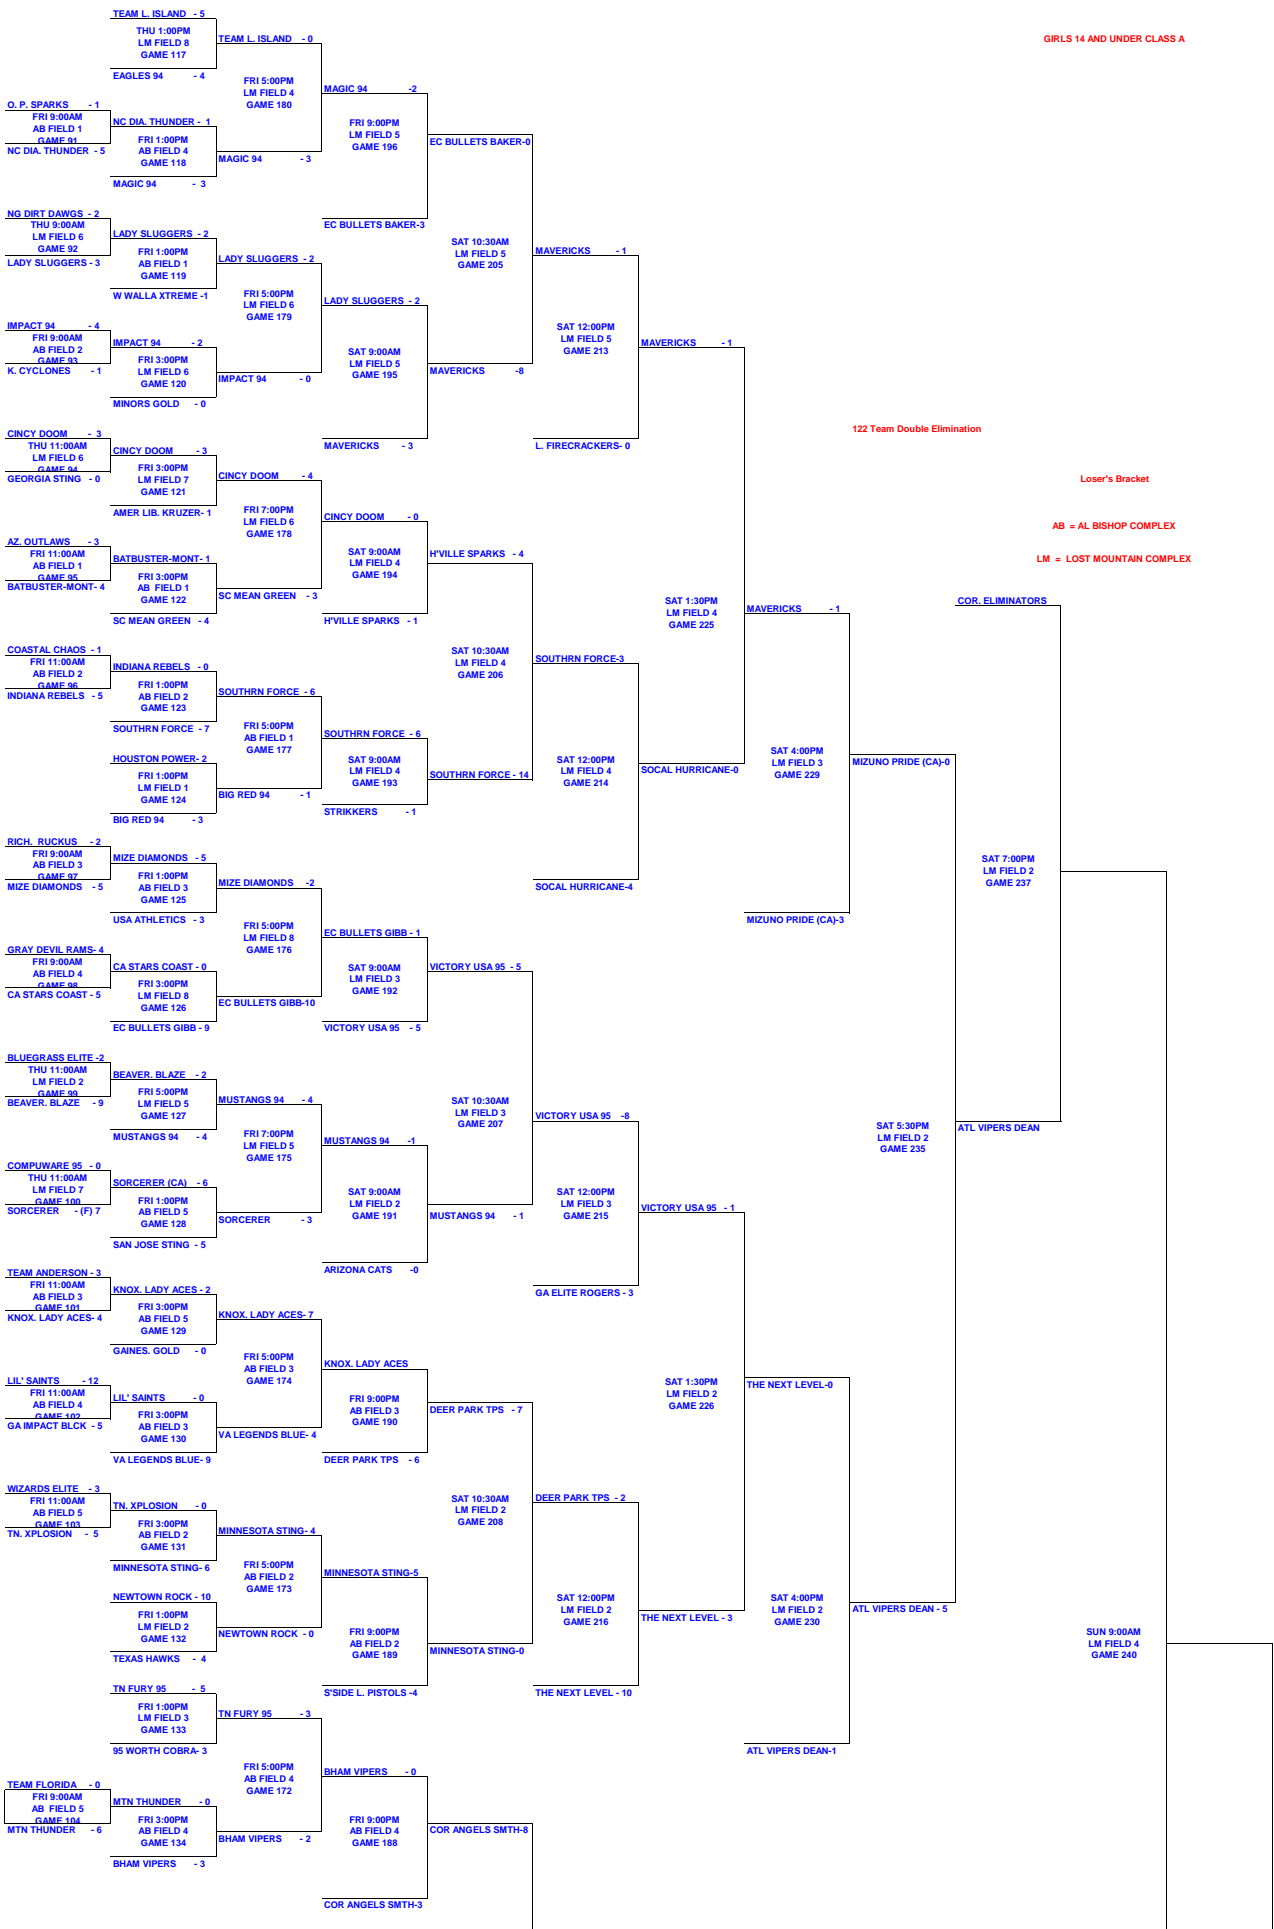 TEAM L. ISLAND - 5
THU 1:00PM
LM FIELD 8
GAME 117
EAGLES 94 - 4
TEAM L. ISLAND - 0
GIRLS 14 AND UNDER CLASS A
FRI 5:00PM
LM FIELD 4
GAME 180
MAGIC 94 -2
O. P. SPARKS - 1
FRI 9:00AM
AB FIELD 1
GAME 91
NC DIA. THUNDER - 5
NC DIA. THUNDER - 1
FRI 1:00PM
AB FIELD 4
GAME 118
MAGIC 94 - 3
MAGIC 94 - 3
FRI 9:00PM
LM FIELD 5
GAME 196
EC BULLETS BAKER-0
EC BULLETS BAKER-3
NG DIRT DAWGS - 2
THU 9:00AM
LM FIELD 6
GAME 92
LADY SLUGGERS - 3
LADY SLUGGERS - 2
FRI 1:00PM
AB FIELD 1
GAME 119
W WALLA XTREME -1
LADY SLUGGERS - 2
FRI 5:00PM
LM FIELD 6
GAME 179
SAT 10:30AM
LM FIELD 5
GAME 205
MAVERICKS - 1
LADY SLUGGERS - 2
IMPACT 94 - 4
FRI 9:00AM
AB FIELD 2
GAME 93
K. CYCLONES - 1
IMPACT 94 - 2
FRI 3:00PM
LM FIELD 6
GAME 120
MINORS GOLD - 0
IMPACT 94 - 0
SAT 9:00AM
LM FIELD 5
GAME 195
MAVERICKS -8
MAVERICKS - 3
SAT 12:00PM
LM FIELD 5
GAME 213
MAVERICKS - 1
L. FIRECRACKERS- 0
122 Team Double Elimination
CINCY DOOM - 3
THU 11:00AM
LM FIELD 6
GAME 94
GEORGIA STING - 0
CINCY DOOM - 3
FRI 3:00PM
LM FIELD 7
GAME 121
AMER LIB. KRUZER- 1
CINCY DOOM - 4
FRI 7:00PM
LM FIELD 6
GAME 178
Loser's Bracket
AB = AL BISHOP COMPLEX
LM = LOST MOUNTAIN COMPLEX
CINCY DOOM - 0
AZ. OUTLAWS - 3
FRI 11:00AM
AB FIELD 1
GAME 95
BATBUSTER-MONT- 4
BATBUSTER-MONT- 1
FRI 3:00PM
AB FIELD 1
GAME 122
SC MEAN GREEN - 4
SC MEAN GREEN - 3
SAT 9:00AM
LM FIELD 4
GAME 194
H'VILLE SPARKS - 4
H'VILLE SPARKS - 1
SAT 1:30PM
LM FIELD 4
GAME 225
MAVERICKS - 1
COR. ELIMINATORS
COASTAL CHAOS - 1
FRI 11:00AM
AB FIELD 2
GAME 96
INDIANA REBELS - 5
INDIANA REBELS - 0
FRI 1:00PM
AB FIELD 2
GAME 123
SOUTHRN FORCE - 7
SOUTHRN FORCE - 6
SAT 10:30AM
LM FIELD 4
GAME 206
SOUTHRN FORCE-3
FRI 5:00PM
AB FIELD 1
GAME 177
SOUTHRN FORCE - 6
HOUSTON POWER- 2
FRI 1:00PM
LM FIELD 1
GAME 124
BIG RED 94 - 3
BIG RED 94 - 1
SAT 9:00AM
LM FIELD 4
GAME 193
SOUTHRN FORCE - 14
STRIKKERS - 1
SAT 12:00PM
LM FIELD 4
GAME 214
SOCAL HURRICANE-0
SAT 4:00PM
LM FIELD 3
GAME 229
MIZUNO PRIDE (CA)-0
RICH. RUCKUS - 2
FRI 9:00AM
AB FIELD 3
GAME 97
MIZE DIAMONDS - 5
MIZE DIAMONDS - 5
FRI 1:00PM
AB FIELD 3
GAME 125
USA ATHLETICS - 3
MIZE DIAMONDS -2
SOCAL HURRICANE-4
SAT 7:00PM
LM FIELD 2
GAME 237
MIZUNO PRIDE (CA)-3
FRI 5:00PM
LM FIELD 8
GAME 176
EC BULLETS GIBB - 1
GRAY DEVIL RAMS- 4
FRI 9:00AM
AB FIELD 4
GAME 98
CA STARS COAST - 5
CA STARS COAST - 0
FRI 3:00PM
LM FIELD 8
GAME 126
EC BULLETS GIBB - 9
EC BULLETS GIBB-10
SAT 9:00AM
LM FIELD 3
GAME 192
VICTORY USA 95 - 5
VICTORY USA 95 - 5
BLUEGRASS ELITE -2
THU 11:00AM
LM FIELD 2
GAME 99
BEAVER. BLAZE - 9
BEAVER. BLAZE - 2
FRI 5:00PM
LM FIELD 5
GAME 127
MUSTANGS 94 - 4
MUSTANGS 94 - 4
FRI 7:00PM
LM FIELD 5
GAME 175
MUSTANGS 94 -1
SAT 10:30AM
LM FIELD 3
GAME 207
VICTORY USA 95 -8
SAT 5:30PM
LM FIELD 2
GAME 235
ATL VIPERS DEAN
COMPUWARE 95 - 0
THU 11:00AM
LM FIELD 7
GAME 100
SORCERER - (F) 7
SORCERER (CA) - 6
FRI 1:00PM
AB FIELD 5
GAME 128
SAN JOSE STING - 5
SORCERER - 3
SAT 9:00AM
LM FIELD 2
GAME 191
MUSTANGS 94 - 1
ARIZONA CATS -0
SAT 12:00PM
LM FIELD 3
GAME 215
VICTORY USA 95 - 1
GA ELITE ROGERS - 3
TEAM ANDERSON - 3
FRI 11:00AM
AB FIELD 3
GAME 101
KNOX. LADY ACES- 4
KNOX. LADY ACES - 2
FRI 3:00PM
AB FIELD 5
GAME 129
GAINES. GOLD - 0
KNOX. LADY ACES- 7
FRI 5:00PM
AB FIELD 3
GAME 174
KNOX. LADY ACES
LIL' SAINTS - 12
FRI 11:00AM
AB FIELD 4
GAME 102
GA IMPACT BLCK - 5
LIL' SAINTS - 0
FRI 3:00PM
AB FIELD 3
GAME 130
VA LEGENDS BLUE- 9
VA LEGENDS BLUE- 4
FRI 9:00PM
AB FIELD 3
GAME 190
DEER PARK TPS - 7
DEER PARK TPS - 6
SAT 1:30PM
LM FIELD 2
GAME 226
THE NEXT LEVEL-0
WIZARDS ELITE - 3
FRI 11:00AM
AB FIELD 5
GAME 103
TN. XPLOSION - 5
TN. XPLOSION - 0
FRI 3:00PM
AB FIELD 2
GAME 131
MINNESOTA STING- 6
MINNESOTA STING- 4
SAT 10:30AM
LM FIELD 2
GAME 208
DEER PARK TPS - 2
FRI 5:00PM
AB FIELD 2
GAME 173
MINNESOTA STING-5
NEWTOWN ROCK - 10
FRI 1:00PM
LM FIELD 2
GAME 132
TEXAS HAWKS - 4
NEWTOWN ROCK - 0
FRI 9:00PM
AB FIELD 2
GAME 189
MINNESOTA STING-0
S'SIDE L. PISTOLS -4
SAT 12:00PM
LM FIELD 2
GAME 216
THE NEXT LEVEL - 3
THE NEXT LEVEL - 10
SAT 4:00PM
LM FIELD 2
GAME 230
ATL VIPERS DEAN - 5
SUN 9:00AM
LM FIELD 4
GAME 240
TN FURY 95 - 5
FRI 1:00PM
LM FIELD 3
GAME 133
95 WORTH COBRA- 3
TN FURY 95 - 3
ATL VIPERS DEAN-1
FRI 5:00PM
AB FIELD 4
GAME 172
BHAM VIPERS - 0
TEAM FLORIDA - 0
FRI 9:00AM
AB FIELD 5
GAME 104
MTN THUNDER - 6
MTN THUNDER - 0
FRI 3:00PM
AB FIELD 4
GAME 134
BHAM VIPERS - 3
BHAM VIPERS - 2
FRI 9:00PM
AB FIELD 4
GAME 188
COR ANGELS SMTH-8
COR ANGELS SMTH-3